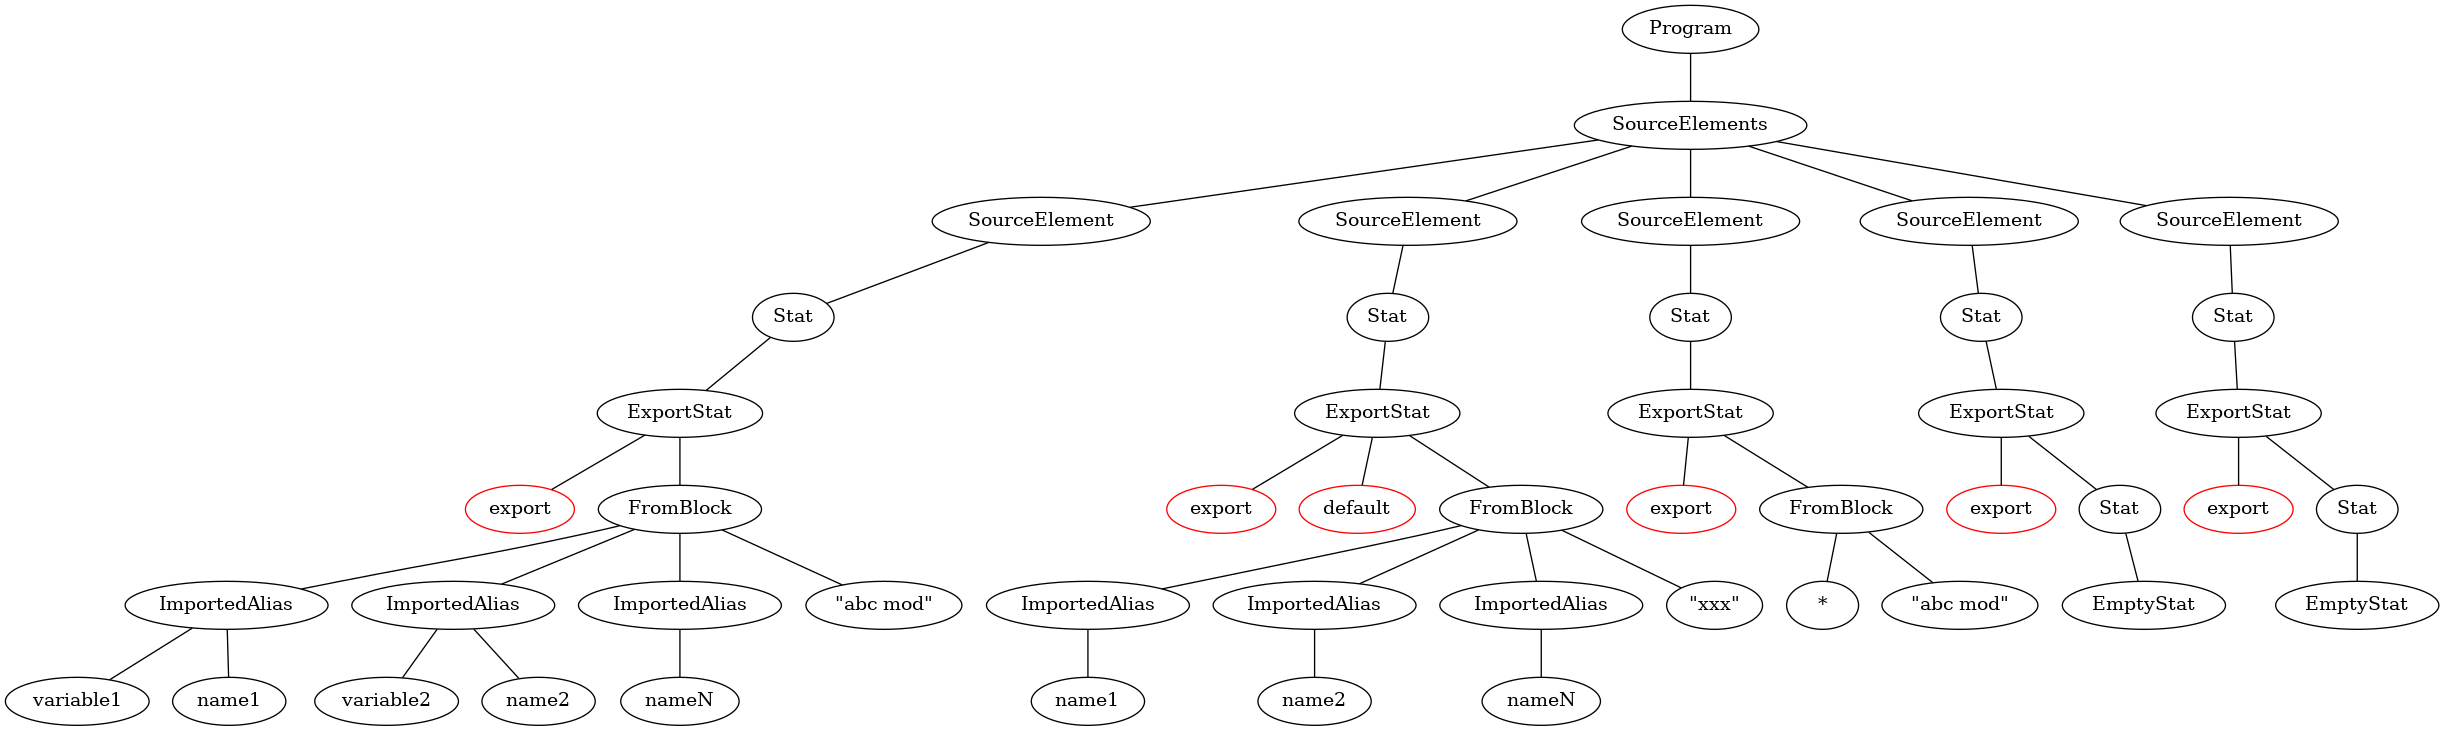 Program
SourceElements
SourceElement SourceElement SourceElement SourceElement SourceElement
Stat Stat Stat Stat Stat
ExportStat ExportStat ExportStat ExportStat ExportStat
export FromBlock export default FromBlock export FromBlock export Stat export Stat
ImportedAlias ImportedAlias ImportedAlias "abc mod" ImportedAlias ImportedAlias ImportedAlias "xxx" * "abc mod" EmptyStat EmptyStat
variable1 name1 variable2 name2 nameN name1 name2 nameN